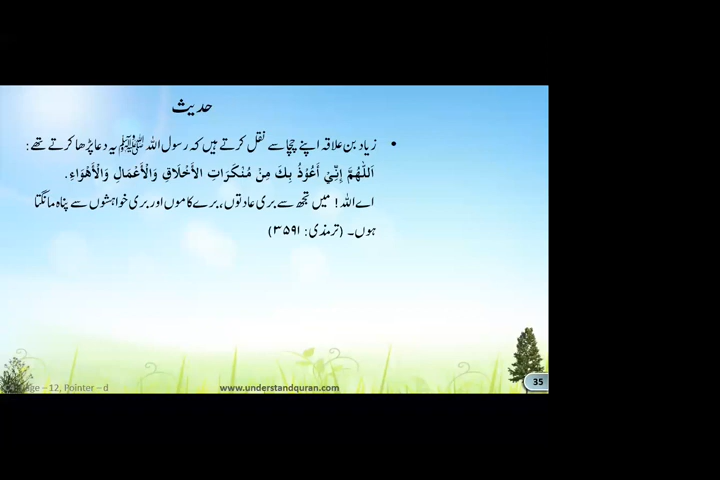 حدیث
• زیاد بن علاقہ اپنے چچا سے نقل کرتے ہیں کہ رسول اللہ ﷺ یہ دعا پڑھا کرتے تھے:
اَللّٰهُمَّ إِنِّيْ أَعُوْذُ بِكَ مِنْ مُنْكَرَاتِ الْأَخْلَاقِ وَالْأَعْمَالِ وَالْأَهْوَاءِ.
اے اللہ! میں تجھ سے بری عادتوں، برے کاموں اور بری خواہشوں سے پناہ مانگتا
ہوں۔ (ترمذی: ۳۵۹۱)
– 12, Pointer – d
www.understandquran.com
35